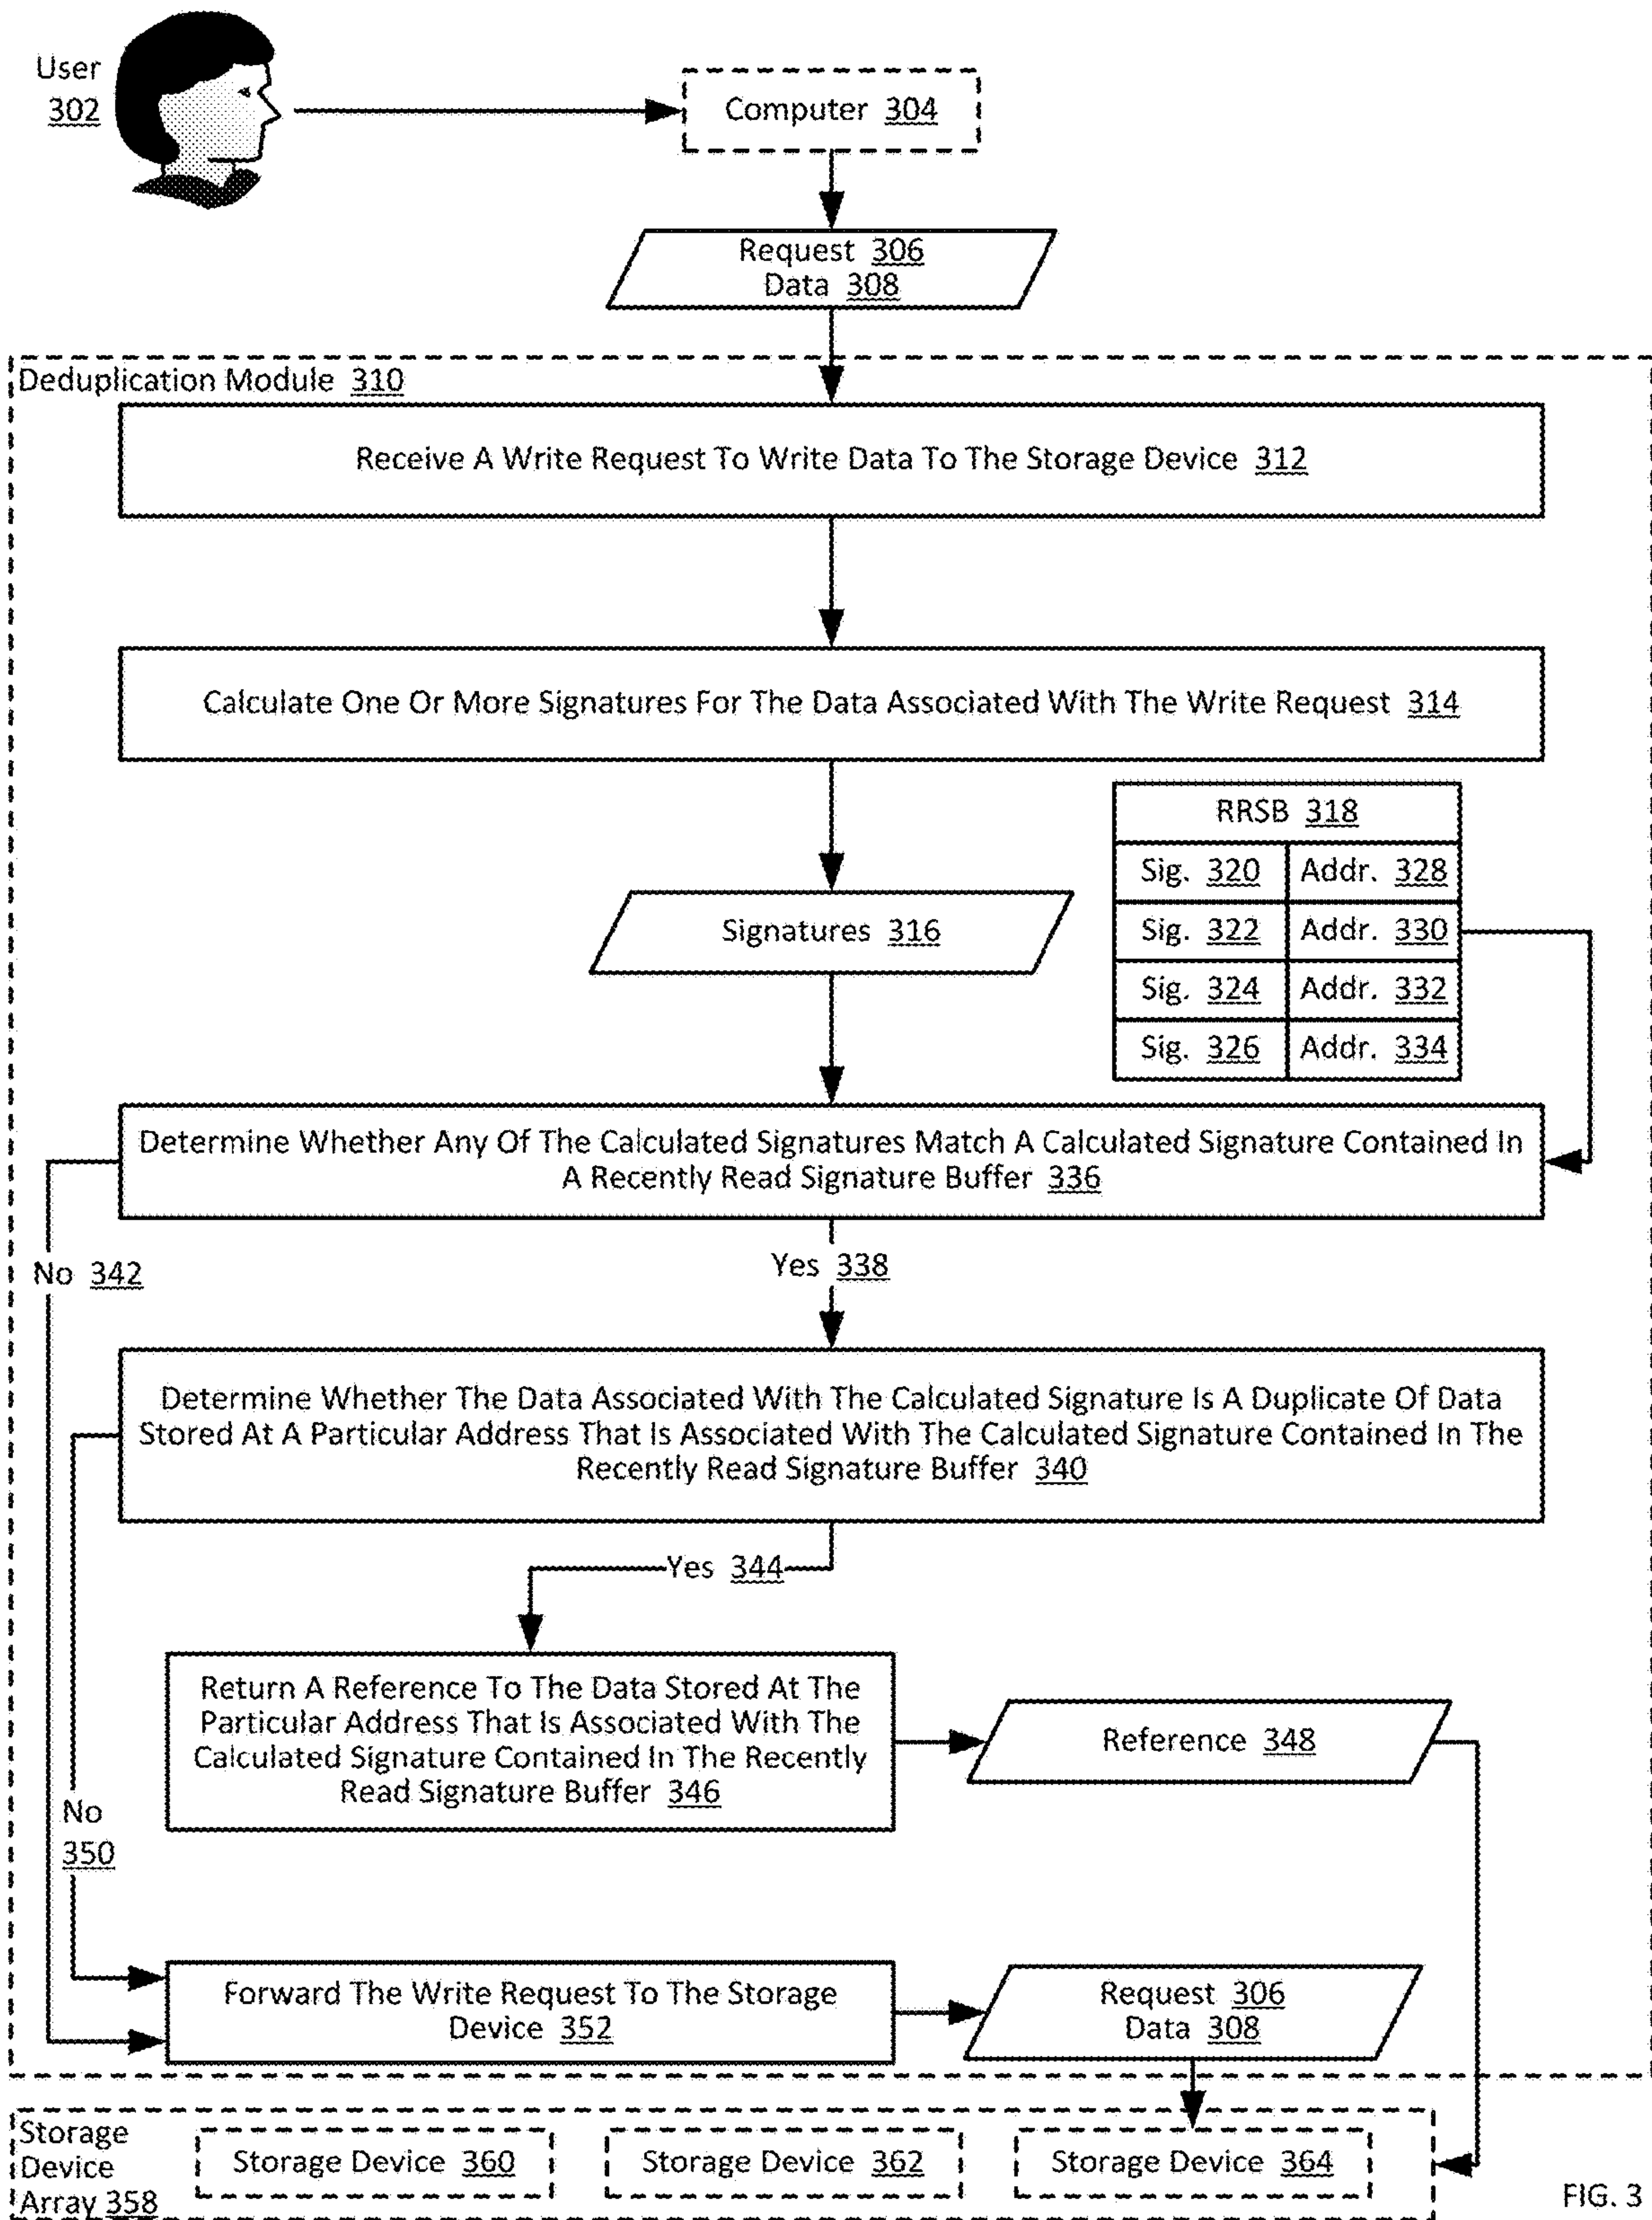 User
302
Computer 304
Request 306
Data 308
Deduplication Module 310
Receive A Write Request To Write Data To The Storage Device 312
Calculate One Or More Signatures For The Data Associated With The Write Request 314
RRSB 318
Sig. 320 Addr. 328
Signatures 316
Sig. 322 Addr. 330
Sig. 324 Addr. 332
Sig. 326 Addr. 334
Determine Whether Any Of The Calculated Signatures Match A Calculated Signature Contained In
A Recently Read Signature Buffer 336
No 342
Yes 338
Determine Whether The Data Associated With The Calculated Signature Is A Duplicate Of Data
Stored At A Particular Address That Is Associated With The Calculated Signature Contained In The
Recently Read Signature Buffer 340
Yes 344
Return A Reference To The Data Stored At The
Particular Address That Is Associated With The
Calculated Signature Contained In The Recently
Read Signature Buffer 346
Reference 348
No
350
Forward The Write Request To The Storage
Device 352
Request 306
Data 308
Storage
Device
Array 358
Storage Device 360
Storage Device 362
Storage Device 364
FIG. 3